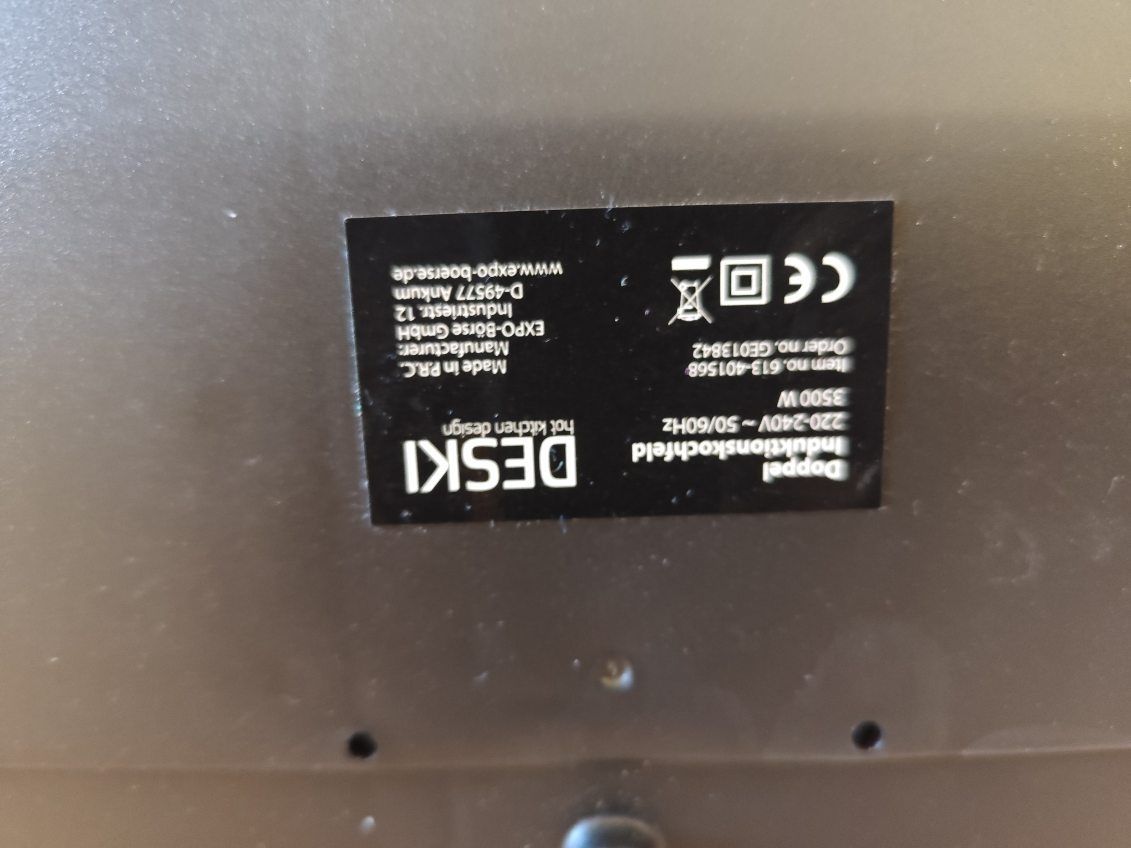 Doppel
Induktionskochfeld
220-240V ~ 50/60Hz
3500 W
Item no. 613-401568
Order no. GE013842
CE
DESKI
hot kitchen design
Made in P.R.C.
Manufacturer:
EXPO-Börse GmbH
Industriestr. 12
D-49577 Ankum
www.expo-boerse.de